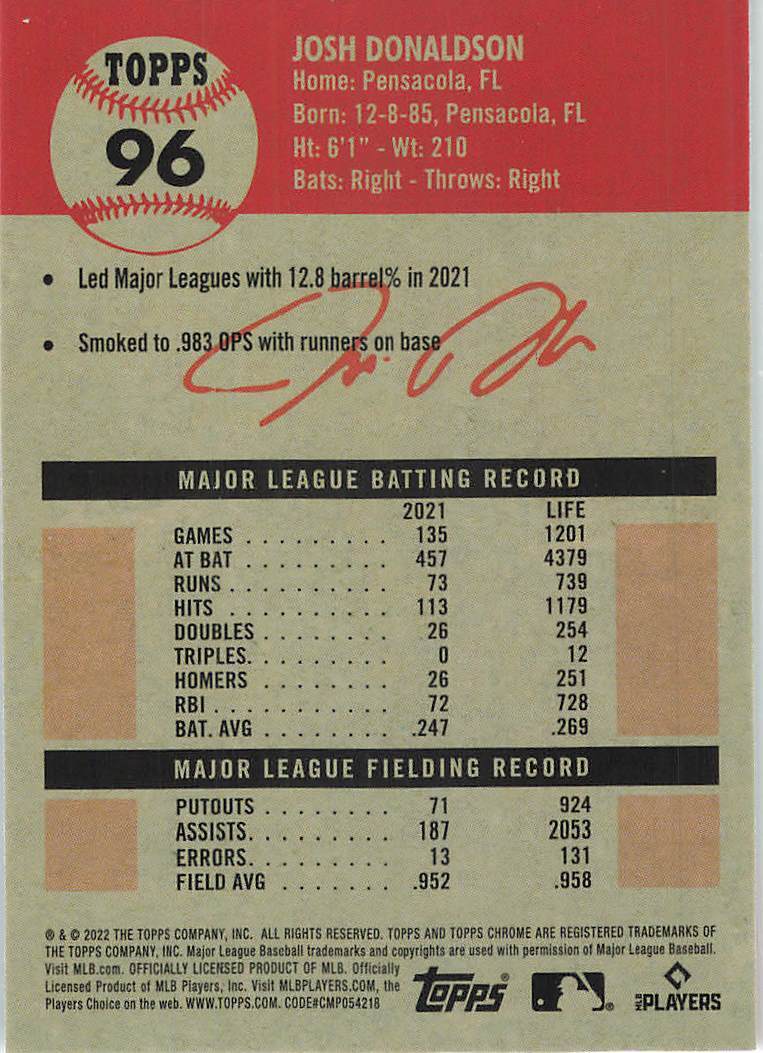 TOPPS
96
JOSH DONALDSON
Home: Pensacola, FL
Born: 12-8-85, Pensacola, FL
Ht: 6'1" - Wt: 210
Bats: Right - Throws: Right
• Led Major Leagues with 12.8 barrel% in 2021
• Smoked to .983 OPS with runners on base
MAJOR LEAGUE BATTING RECORD
2021 LIFE
GAMES . . . . . . . . . 135 1201
AT BAT . . . . . . . . . 457 4379
RUNS . . . . . . . . . . 73 739
HITS . . . . . . . . . . 113 1179
DOUBLES . . . . . . . . 26 254
TRIPLES. . . . . . . . . 0 12
HOMERS . . . . . . . . 26 251
RBI . . . . . . . . . . . 72 728
BAT. AVG . . . . . . . . .247 .269
MAJOR LEAGUE FIELDING RECORD
PUTOUTS . . . . . . . . 71 924
ASSISTS. . . . . . . . . 187 2053
ERRORS. . . . . . . . . 13 131
FIELD AVG . . . . . . . .952 .958
® & © 2022 THE TOPPS COMPANY, INC. ALL RIGHTS RESERVED. TOPPS AND TOPPS CHROME ARE REGISTERED TRADEMARKS OF
THE TOPPS COMPANY, INC. Major League Baseball trademarks and copyrights are used with permission of Major League Baseball.
Visit MLB.com. OFFICIALLY LICENSED PRODUCT OF MLB. Officially
Licensed Product of MLB Players, Inc. Visit MLBPLAYERS.COM, the
Players Choice on the web. WWW.TOPPS.COM. CODE#CMP054218
TOPPS®
®
MLB PLAYERS